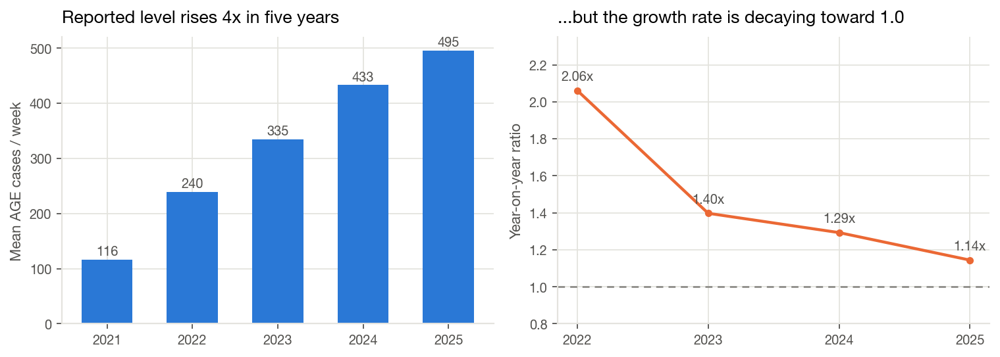 Reported level rises 4x in five years
Mean AGE cases / week
500
400
300
200
100
0
116
240
335
433
495
2021 2022 2023 2024 2025
...but the growth rate is decaying toward 1.0
Year-on-year ratio
2.2
2.0
1.8
1.6
1.4
1.2
1.0
0.8
2.06x
1.40x
1.29x
1.14x
2022 2023 2024 2025